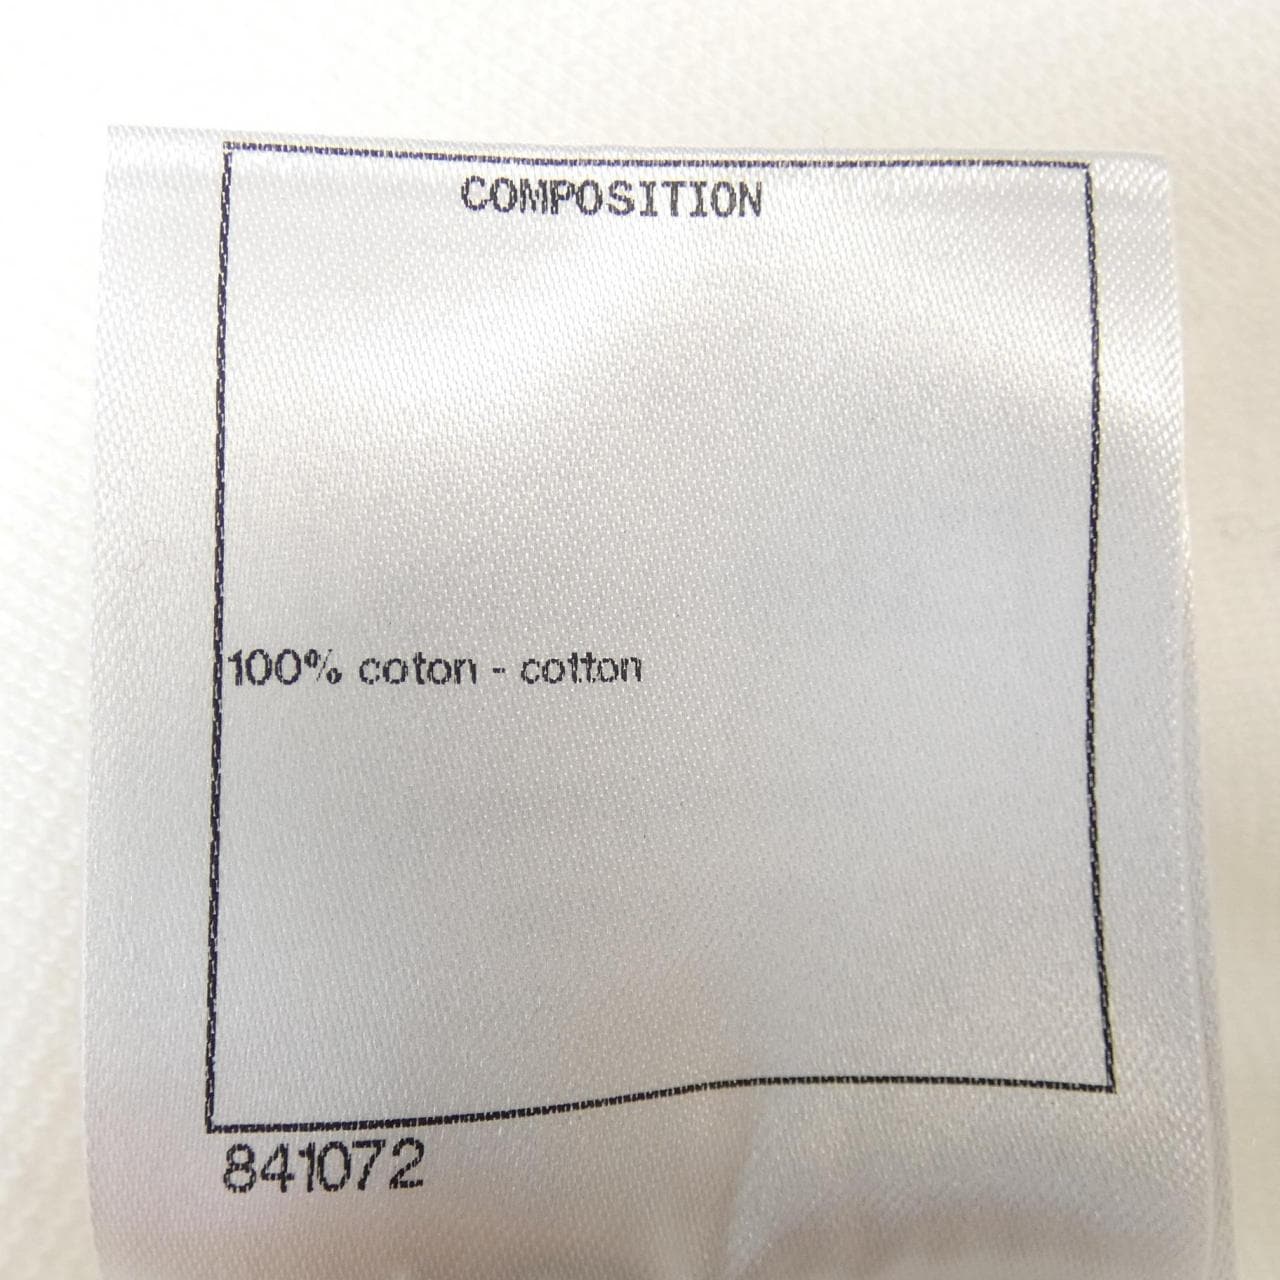 COMPOSITION
100% coton - cotton
841072